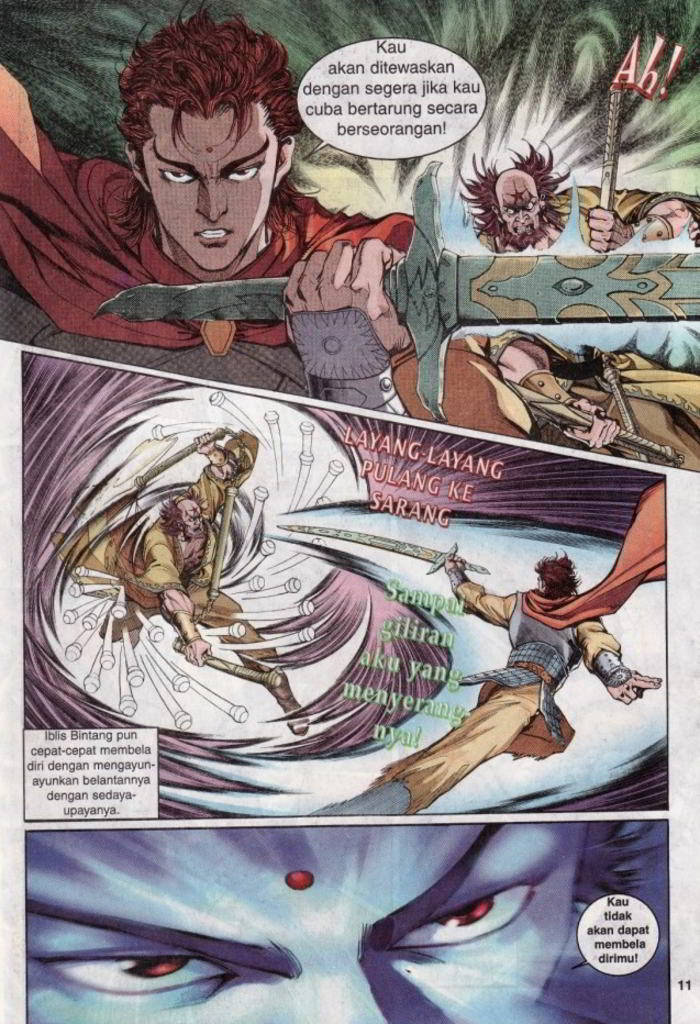 Kau
akan ditewaskan
dengan segera jika kau
cuba bertarung secara
berseorangan!
Ah!
LAYANG-LAYANG
PULANG KE
SARANG
Sampai
giliran
aku yang
menyerang-
nya!
Iblis Bintang pun
cepat-cepat membela
diri dengan mengayun-
ayunkan belantannya
dengan sedaya-
upayanya.
Kau
tidak
akan dapat
membela
dirimu!
11